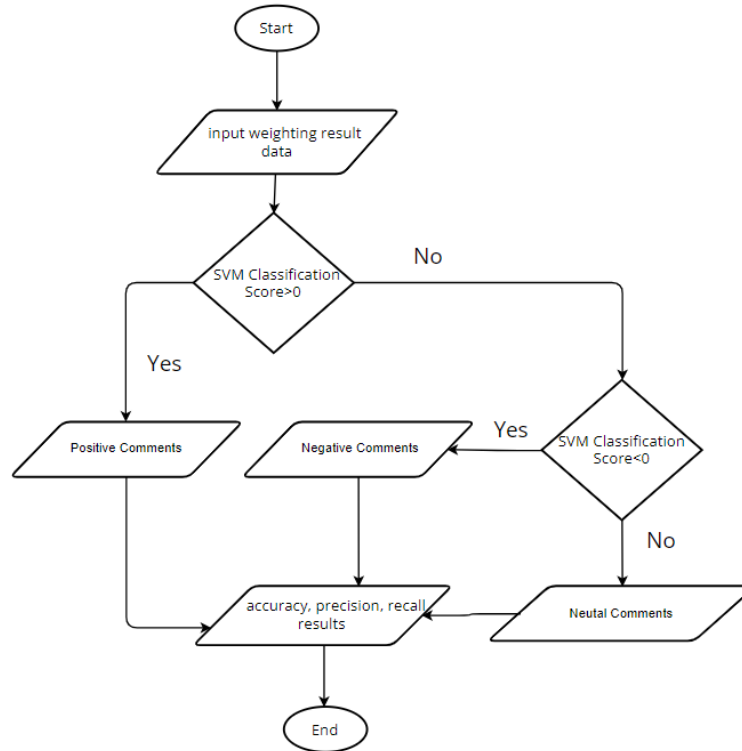 Start
input weighting result
data
SVM Classification
Score>0
No
Yes
Positive Comments
Negative Comments
Yes
SVM Classification
Score<0
No
accuracy, precision, recall
results
Neutal Comments
End